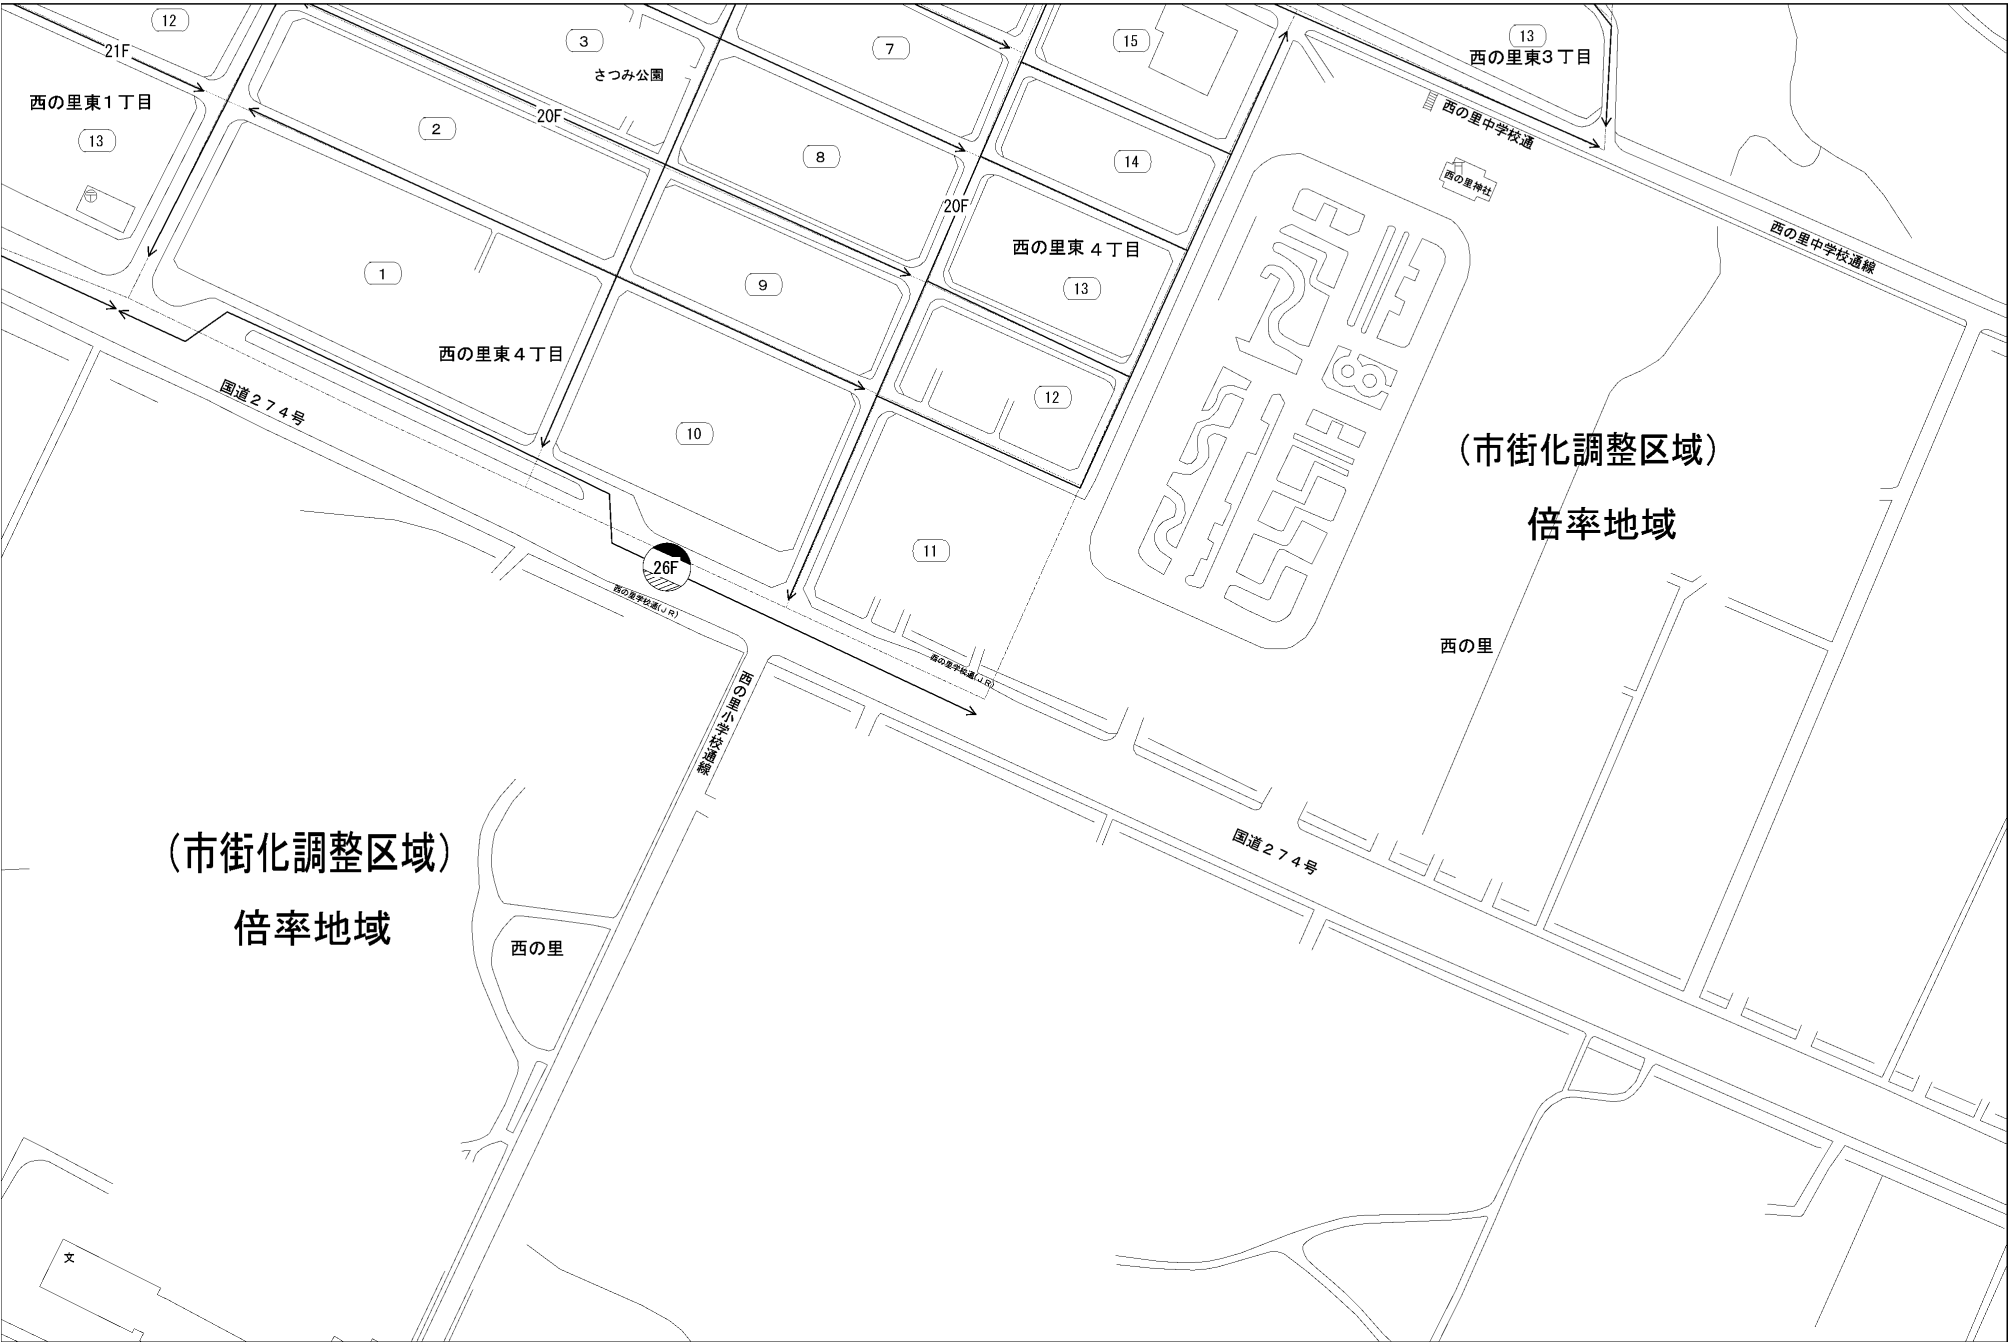 12
3
さつみ公園
7
15
13
西の里東３丁目
21F
西の里東１丁目
13
2
20F
8
14
西の里中学校通
西の里神社
20F
西の里東４丁目
13
西の里中学校通線
1
9
西の里東４丁目
12
国道２７４号
10
11
(市街化調整区域)
倍率地域
西の里
26F
西の里学校通(ＪＲ)
西の里学校通(ＪＲ)
西の里小学校通線
国道２７４号
(市街化調整区域)
倍率地域
西の里
文